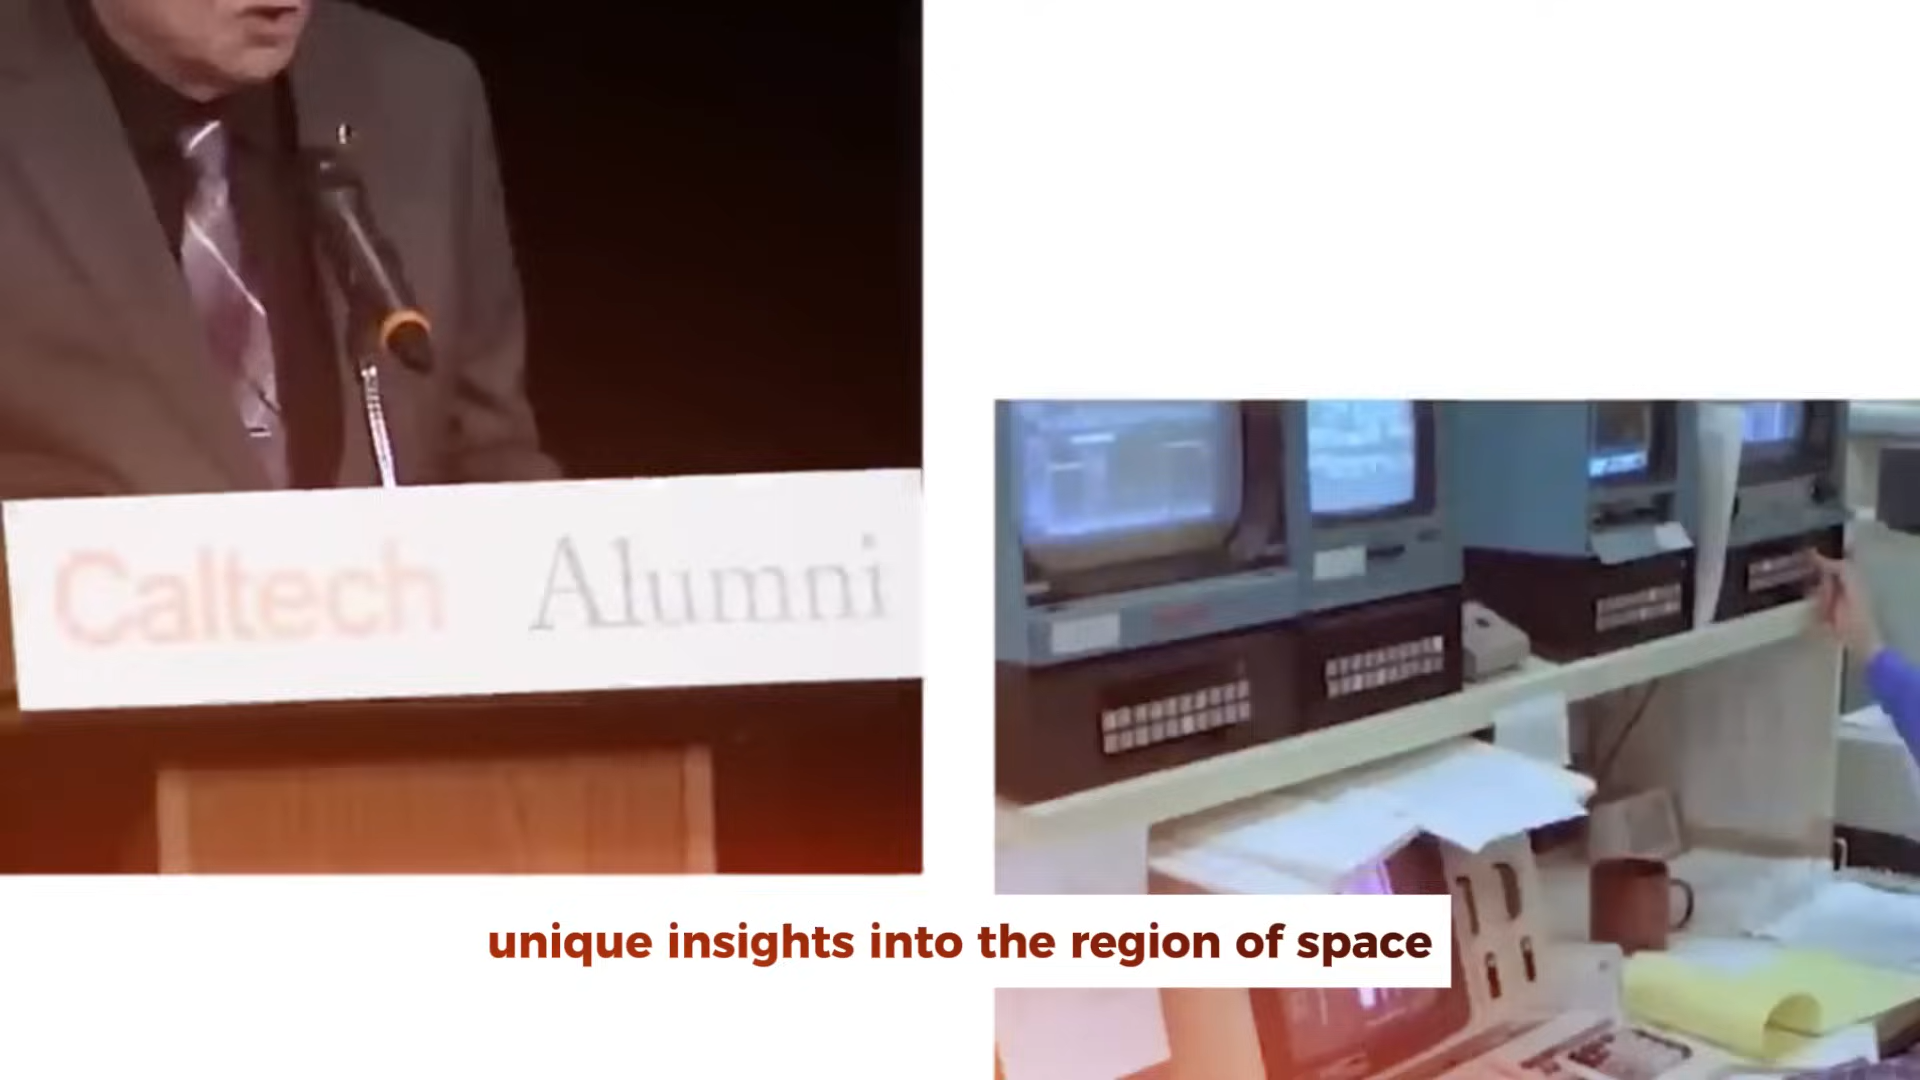 Caltech Alumni
unique insights into the region of space